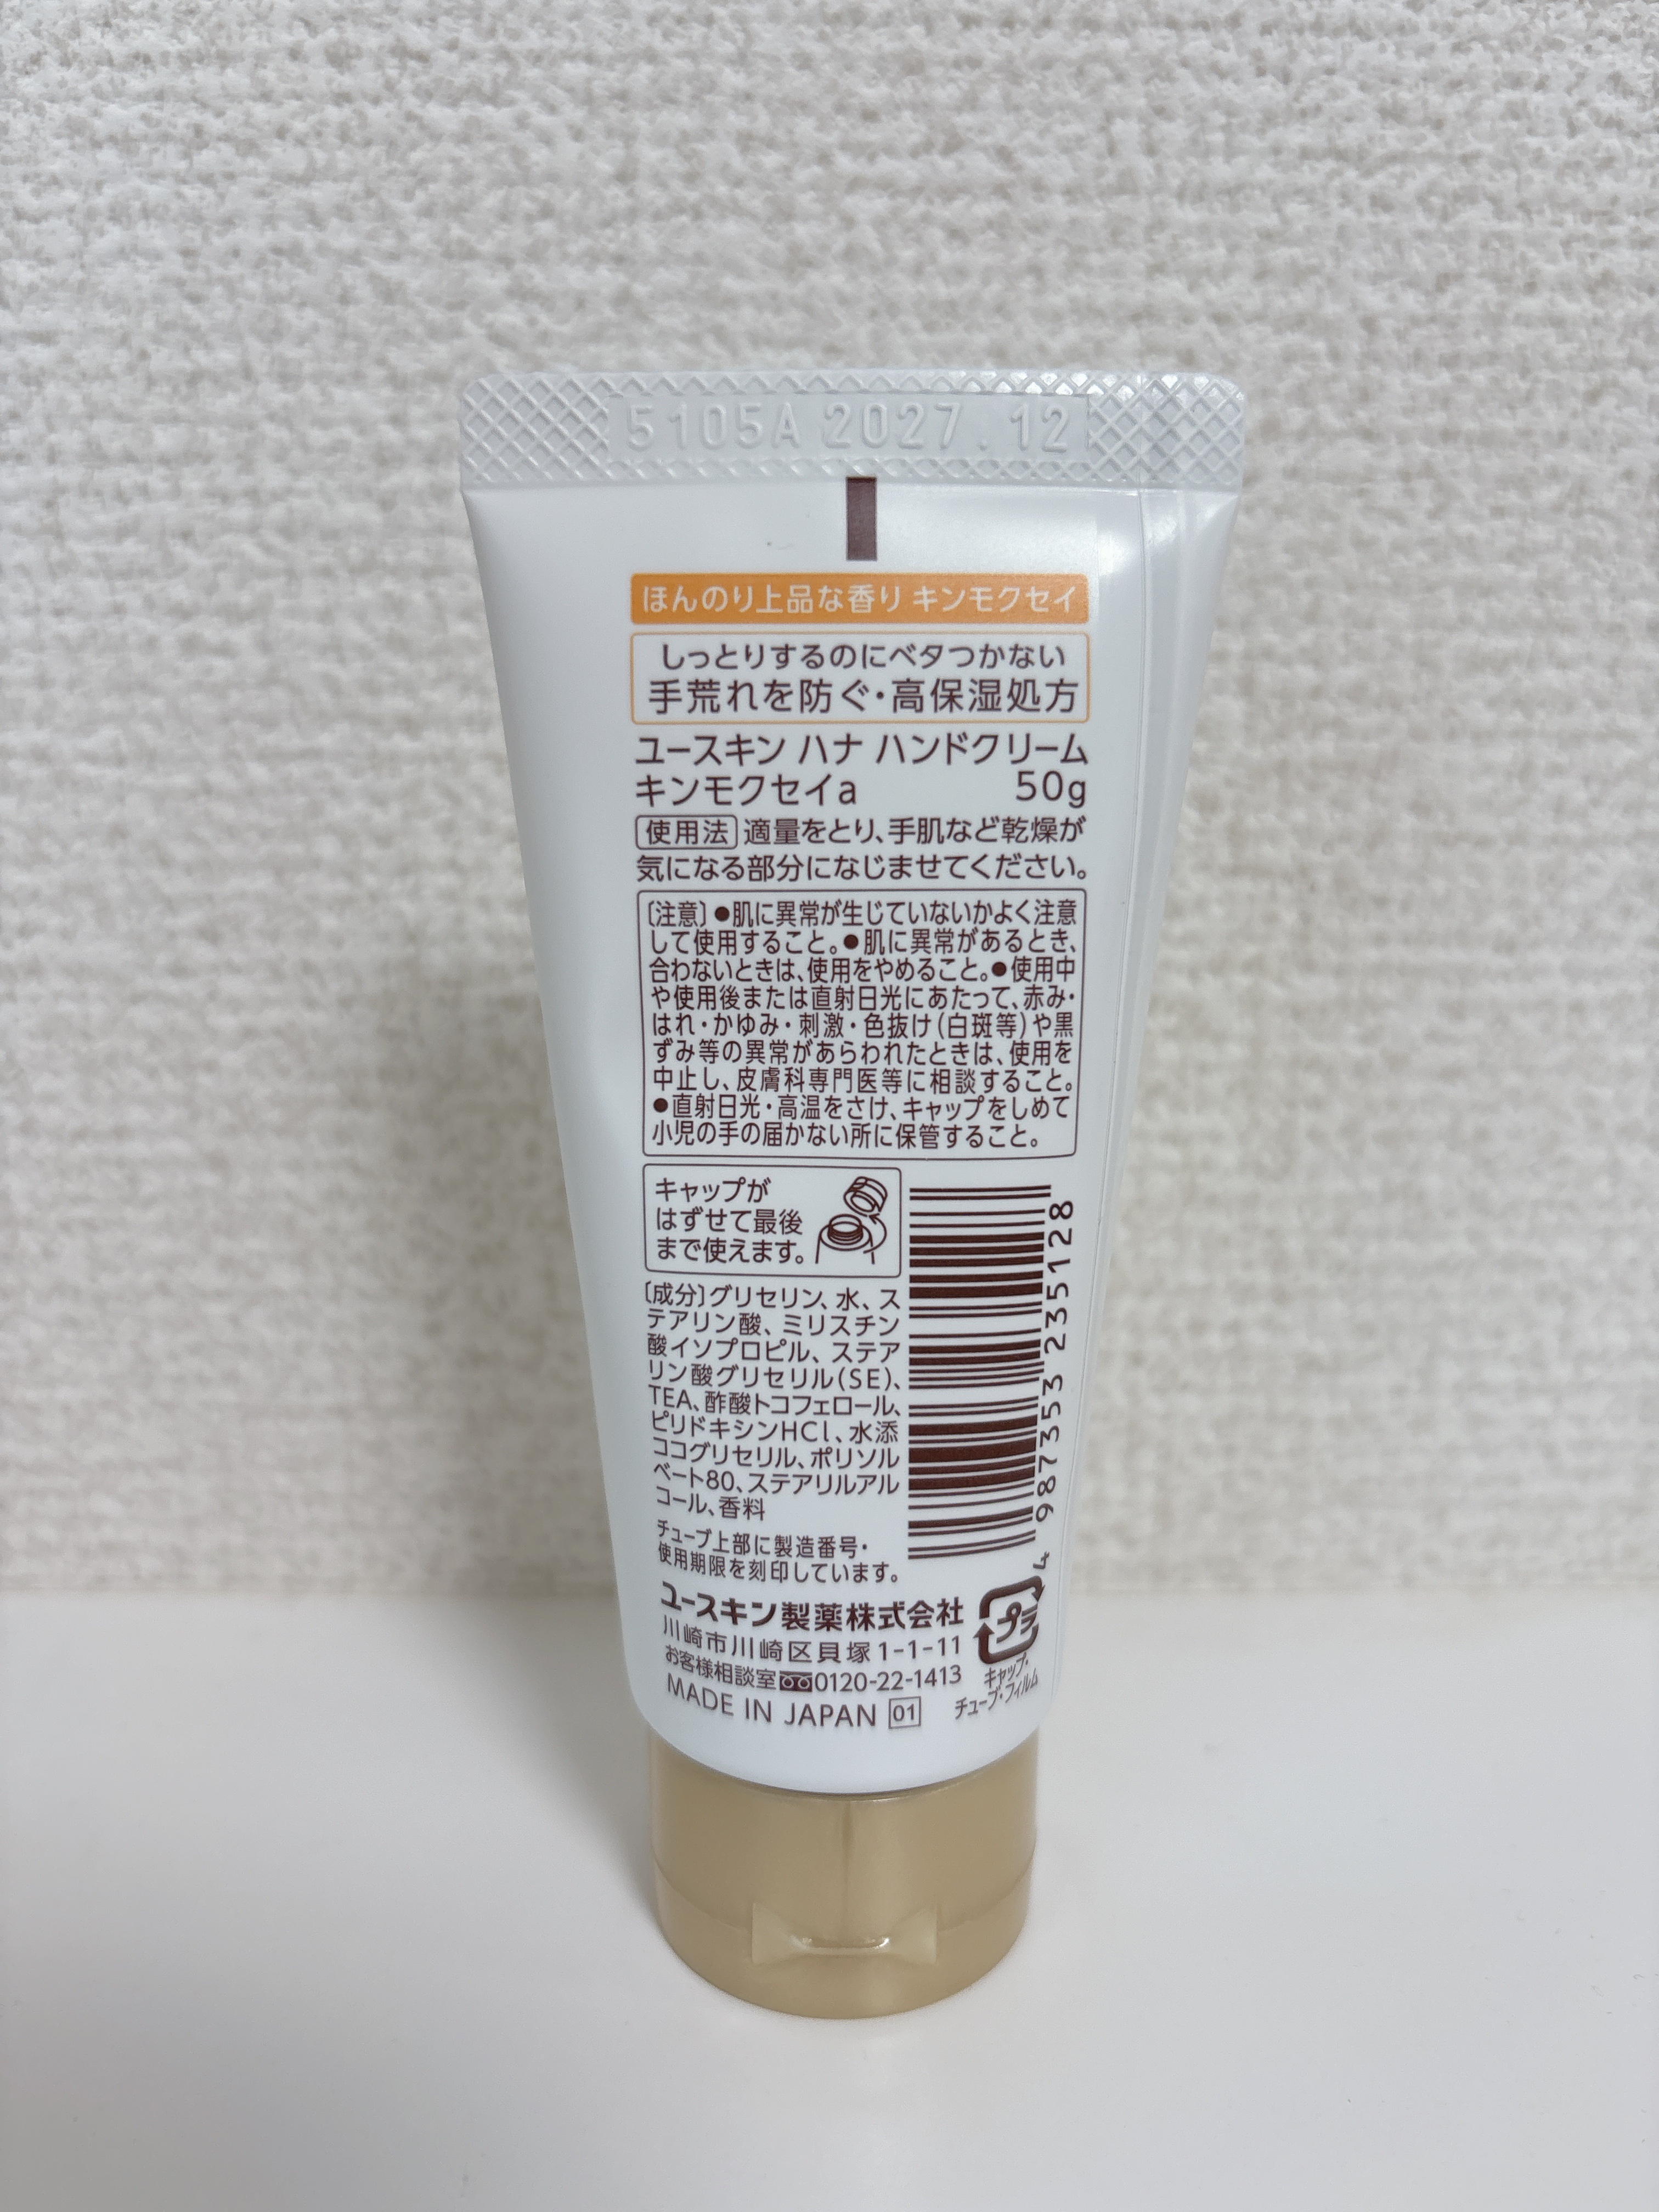 5105A 2027.12
ほんのり上品な香り キンモクセイ
しっとりするのにベタつかない
手荒れを防ぐ・高保湿処方
ユースキン ハナ ハンドクリーム
キンモクセイa 50g
使用法 適量をとり、手肌など乾燥が
気になる部分になじませてください。
〔注意〕●肌に異常が生じていないかよく注意
して使用すること。●肌に異常があるとき、
合わないときは、使用をやめること。●使用中
や使用後または直射日光にあたって、赤み・
はれ・かゆみ・刺激・色抜け(白斑等)や黒
ずみ等の異常があらわれたときは、使用を
中止し、皮膚科専門医等に相談すること。
●直射日光・高温をさけ、キャップをしめて
小児の手の届かない所に保管すること。
キャップが
はずせて最後
まで使えます。
〔成分〕グリセリン、水、ス
テアリン酸、ミリスチン
酸イソプロピル、ステア
リン酸グリセリル(SE)、
TEA、酢酸トコフェロール、
ピリドキシンHCl、水添
ココグリセリル、ポリソル
ベート80、ステアリルアル
コール、香料
4 987353 235128
チューブ上部に製造番号・
使用期限を刻印しています。
ユースキン製薬株式会社
川崎市川崎区貝塚1-1-11
お客様相談室 0120-22-1413
MADE IN JAPAN 01
プラ
キャップ・
チューブ・フィルム